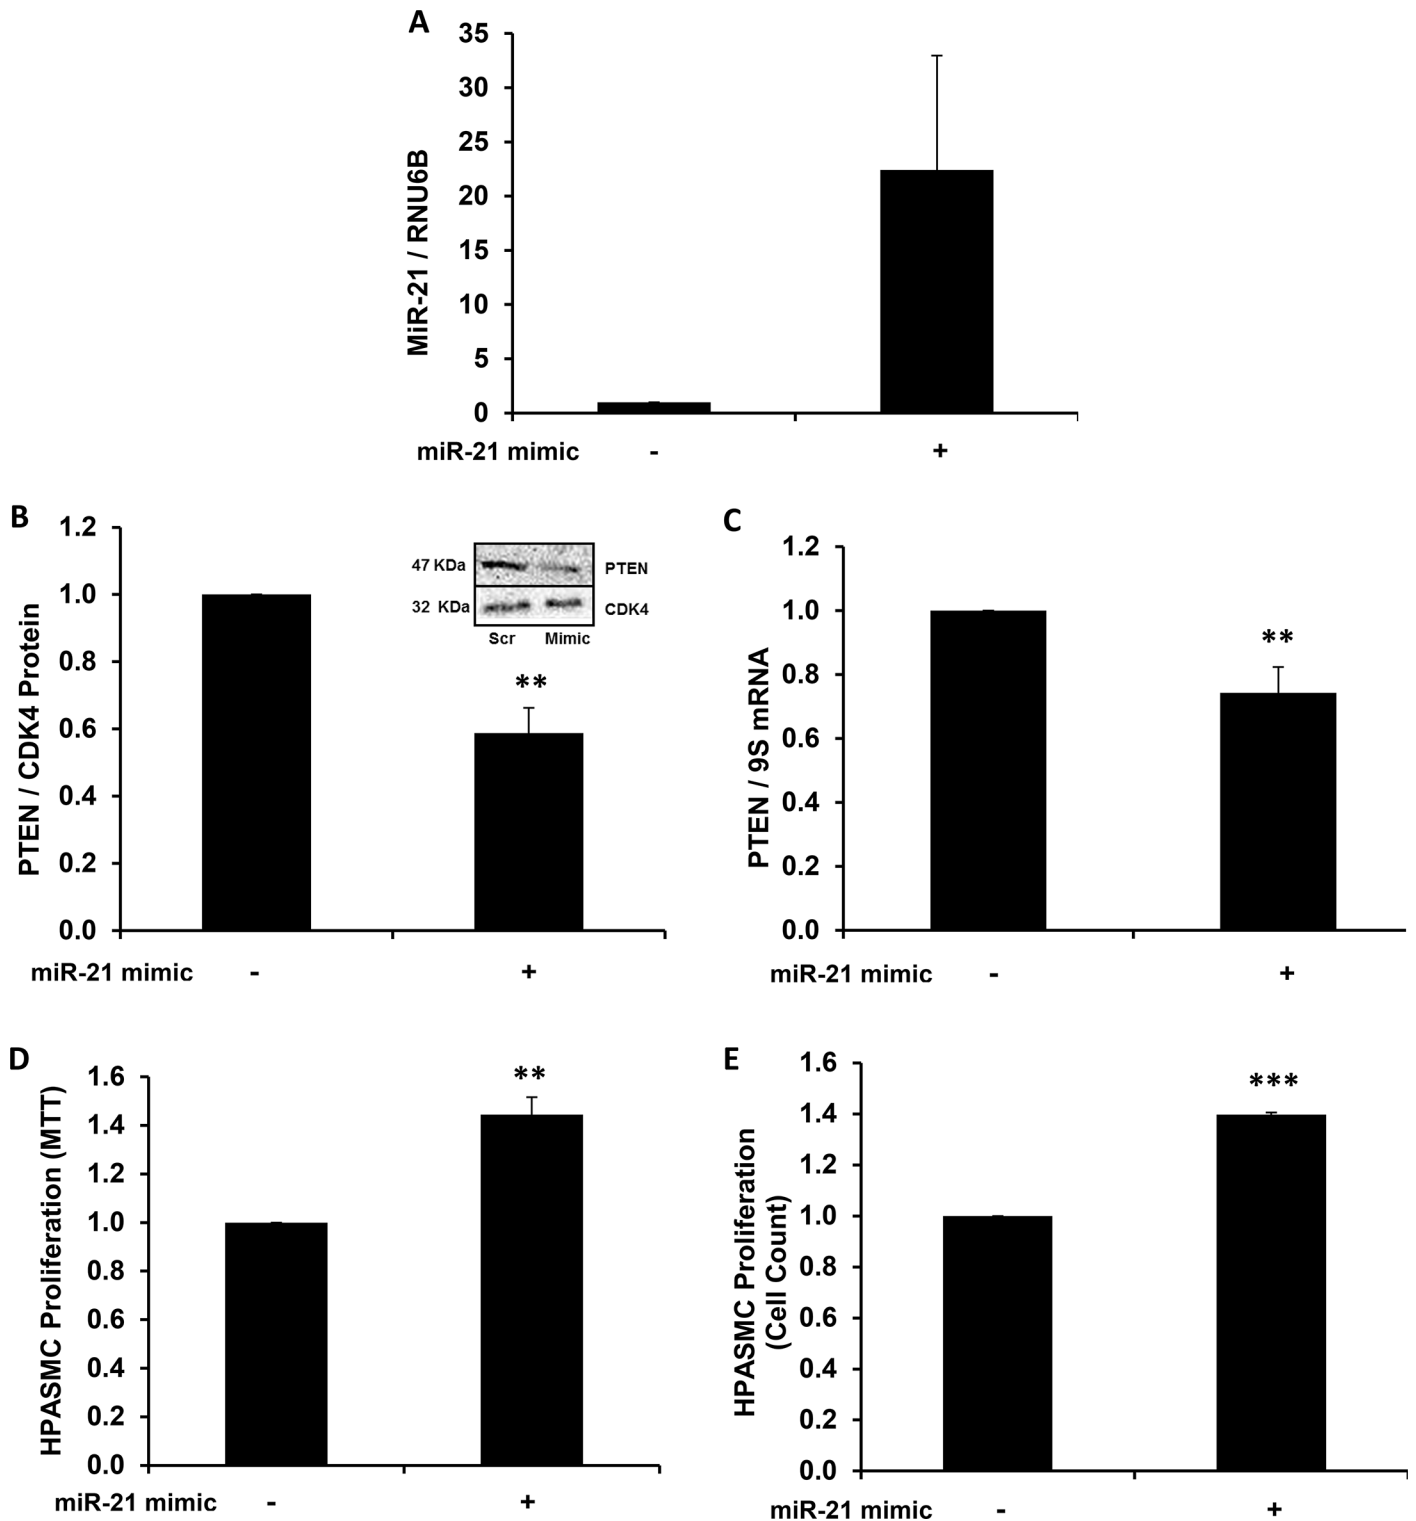 A
35
30
25
20
15
10
5
0
MiR-21 / RNU6B
miR-21 mimic - +
B
1.2
1.0
0.8
0.6
0.4
0.2
0.0
PTEN / CDK4 Protein
47 KDa PTEN
32 KDa CDK4
Scr Mimic
**
miR-21 mimic - +
C
1.2
1.0
0.8
0.6
0.4
0.2
0.0
PTEN / 9S mRNA
**
miR-21 mimic - +
D
1.6
1.4
1.2
1.0
0.8
0.6
0.4
0.2
0.0
HPASMC Proliferation (MTT)
**
miR-21 mimic - +
E
1.6
1.4
1.2
1.0
0.8
0.6
0.4
0.2
0.0
HPASMC Proliferation
(Cell Count)
***
miR-21 mimic - +